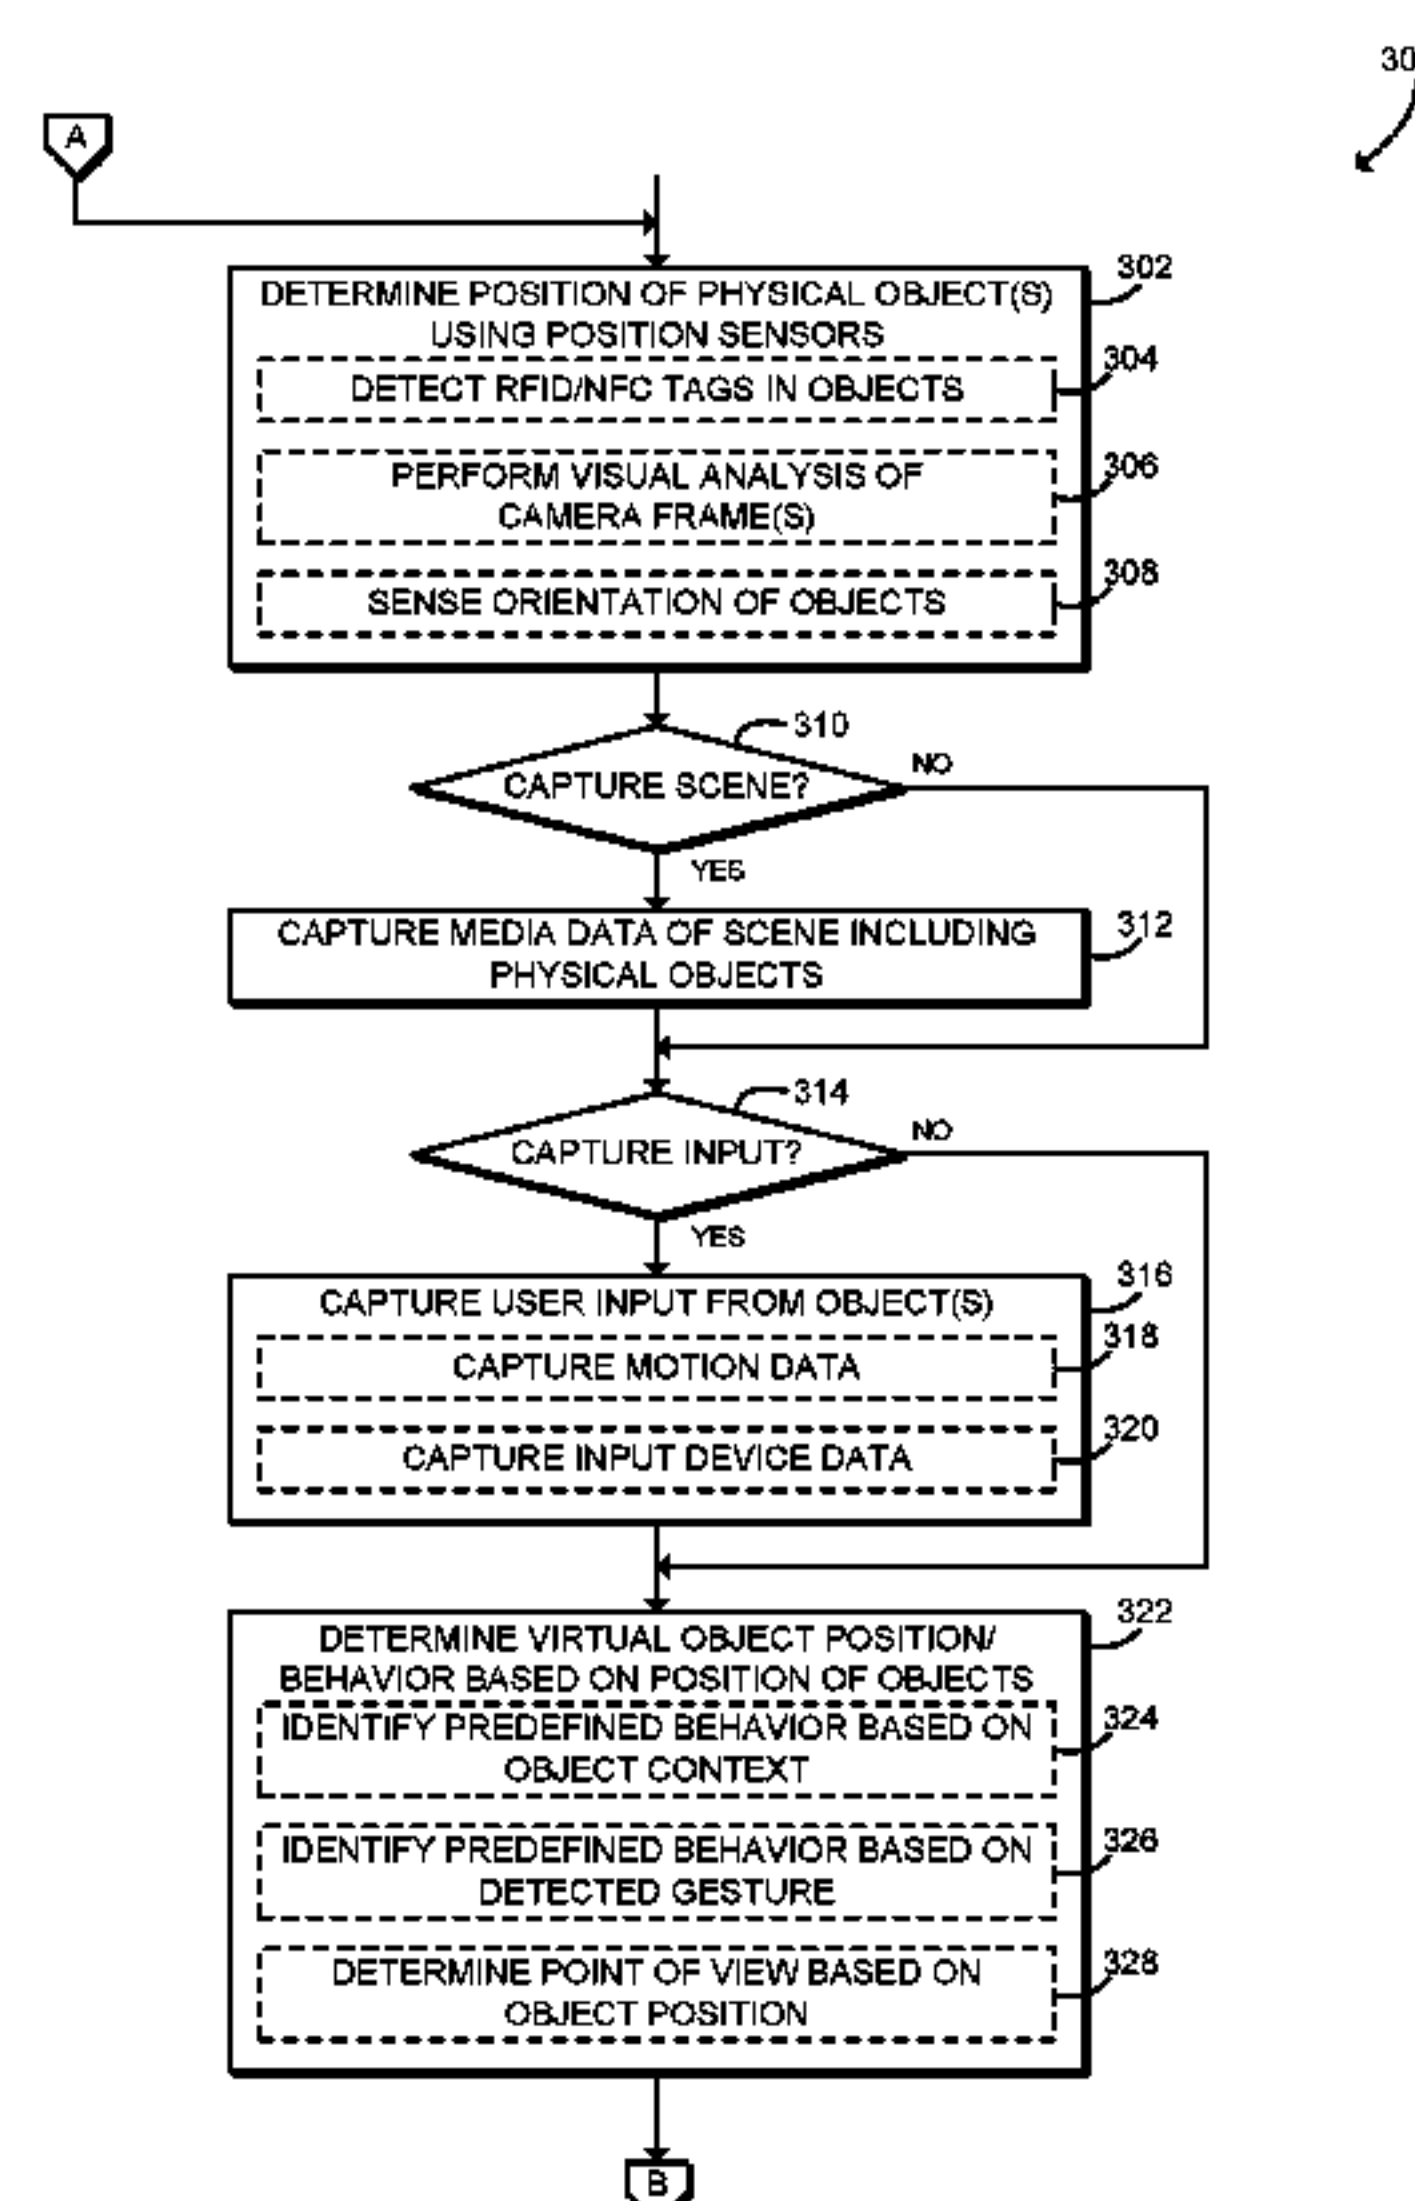 30
A
302
DETERMINE POSITION OF PHYSICAL OBJECT(S)
USING POSITION SENSORS
304
DETECT RFID/NFC TAGS IN OBJECTS
306
PERFORM VISUAL ANALYSIS OF
CAMERA FRAME(S)
308
SENSE ORIENTATION OF OBJECTS
310
CAPTURE SCENE?
NO
YES
312
CAPTURE MEDIA DATA OF SCENE INCLUDING
PHYSICAL OBJECTS
314
CAPTURE INPUT?
NO
YES
316
CAPTURE USER INPUT FROM OBJECT(S)
318
CAPTURE MOTION DATA
320
CAPTURE INPUT DEVICE DATA
322
DETERMINE VIRTUAL OBJECT POSITION/
BEHAVIOR BASED ON POSITION OF OBJECTS
324
IDENTIFY PREDEFINED BEHAVIOR BASED ON
OBJECT CONTEXT
326
IDENTIFY PREDEFINED BEHAVIOR BASED ON
DETECTED GESTURE
328
DETERMINE POINT OF VIEW BASED ON
OBJECT POSITION
B